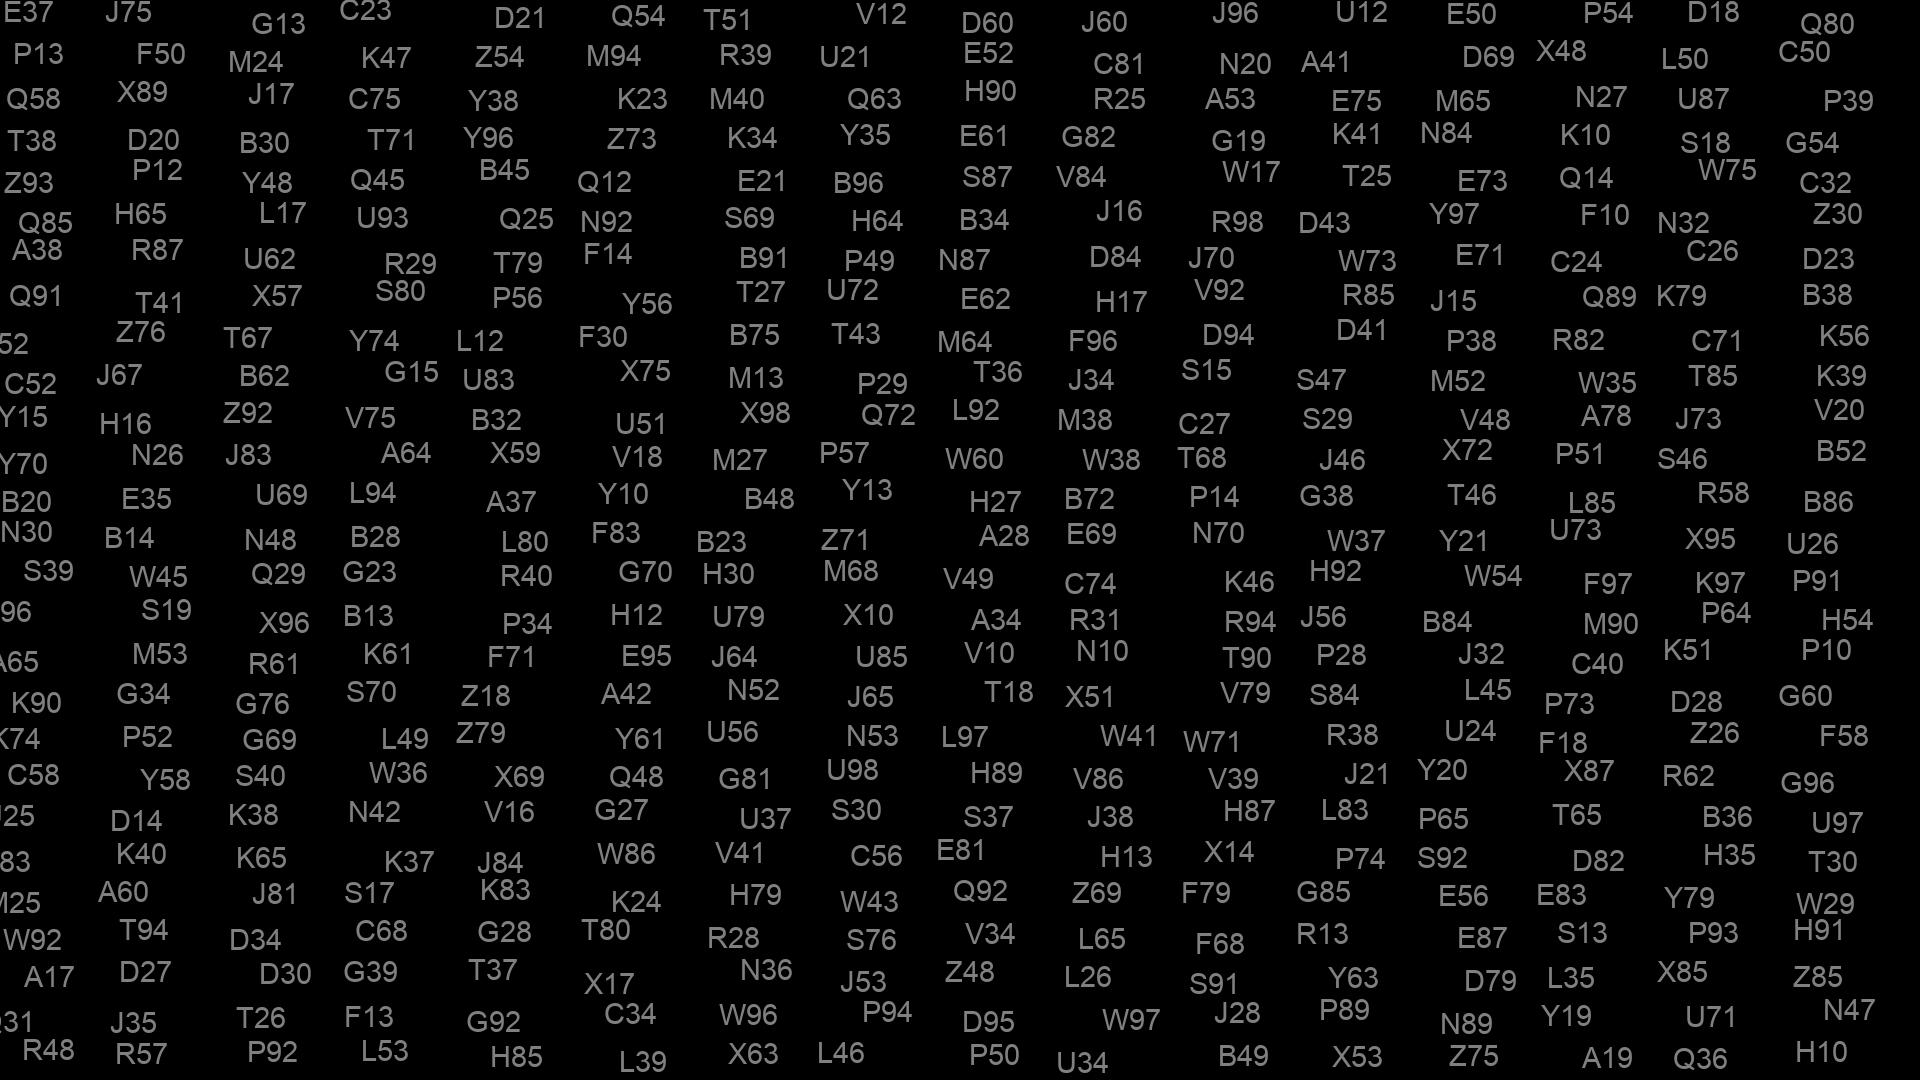 E37 J75 G13 C23 D21 Q54 T51 V12 D60 J60 J96 U12 E50 P54 D18 Q80
P13 F50 M24 K47 Z54 M94 R39 U21 E52 C81 N20 A41 D69 X48 L50 C50
Q58 X89 J17 C75 Y38 K23 M40 Q63 H90 R25 A53 E75 M65 N27 U87 P39
T38 D20 B30 T71 Y96 Z73 K34 Y35 E61 G82 G19 K41 N84 K10 S18 G54
Z93 P12 Y48 Q45 B45 Q12 E21 B96 S87 V84 W17 T25 E73 Q14 W75 C32
Q85 H65 L17 U93 Q25 N92 S69 H64 B34 J16 R98 D43 Y97 F10 N32 Z30
A38 R87 U62 R29 T79 F14 B91 P49 N87 D84 J70 W73 E71 C24 C26 D23
Q91 T41 X57 S80 P56 Y56 T27 U72 E62 H17 V92 R85 J15 Q89 K79 B38
52 Z76 T67 Y74 L12 F30 B75 T43 M64 F96 D94 D41 P38 R82 C71 K56
C52 J67 B62 G15 U83 X75 M13 P29 T36 J34 S15 S47 M52 W35 T85 K39
Y15 H16 Z92 V75 B32 U51 X98 Q72 L92 M38 C27 S29 V48 A78 J73 V20
Y70 N26 J83 A64 X59 V18 M27 P57 W60 W38 T68 J46 X72 P51 S46 B52
B20 E35 U69 L94 A37 Y10 B48 Y13 H27 B72 P14 G38 T46 L85 R58 B86
N30 B14 N48 B28 L80 F83 B23 Z71 A28 E69 N70 W37 Y21 U73 X95 U26
S39 W45 Q29 G23 R40 G70 H30 M68 V49 C74 K46 H92 W54 F97 K97 P91
96 S19 X96 B13 P34 H12 U79 X10 A34 R31 R94 J56 B84 M90 P64 H54
A65 M53 R61 K61 F71 E95 J64 U85 V10 N10 T90 P28 J32 C40 K51 P10
K90 G34 G76 S70 Z18 A42 N52 J65 T18 X51 V79 S84 L45 P73 D28 G60
K74 P52 G69 L49 Z79 Y61 U56 N53 L97 W41 W71 R38 U24 F18 Z26 F58
C58 Y58 S40 W36 X69 Q48 G81 U98 H89 V86 V39 J21 Y20 X87 R62 G96
25 D14 K38 N42 V16 G27 U37 S30 S37 J38 H87 L83 P65 T65 B36 U97
83 K40 K65 K37 J84 W86 V41 C56 E81 H13 X14 P74 S92 D82 H35 T30
M25 A60 J81 S17 K83 K24 H79 W43 Q92 Z69 F79 G85 E56 E83 Y79 W29
W92 T94 D34 C68 G28 T80 R28 S76 V34 L65 F68 R13 E87 S13 P93 H91
A17 D27 D30 G39 T37 X17 N36 J53 Z48 L26 S91 Y63 D79 L35 X85 Z85
31 J35 T26 F13 G92 C34 W96 P94 D95 W97 J28 P89 N89 Y19 U71 N47
R48 R57 P92 L53 H85 L39 X63 L46 P50 U34 B49 X53 Z75 A19 Q36 H10